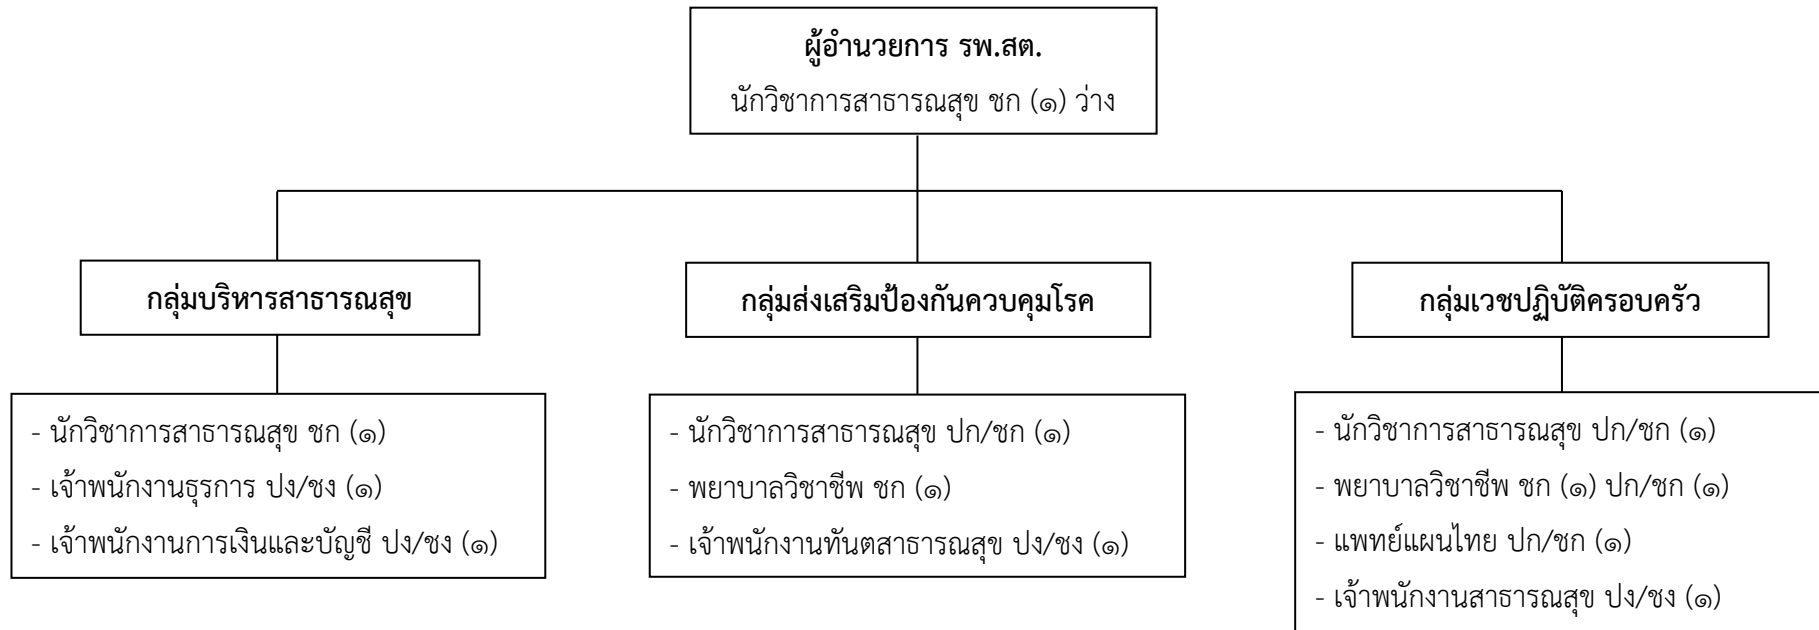 ผู้อำนวยการ รพ.สต.
นักวิชาการสาธารณสุข ชก (๑) ว่าง
กลุ่มบริหารสาธารณสุข
- นักวิชาการสาธารณสุข ชก (๑)
- เจ้าพนักงานธุรการ ปง/ชง (๑)
- เจ้าพนักงานการเงินและบัญชี ปง/ชง (๑)
กลุ่มส่งเสริมป้องกันควบคุมโรค
- นักวิชาการสาธารณสุข ปก/ชก (๑)
- พยาบาลวิชาชีพ ชก (๑)
- เจ้าพนักงานทันตสาธารณสุข ปง/ชง (๑)
กลุ่มเวชปฏิบัติครอบครัว
- นักวิชาการสาธารณสุข ปก/ชก (๑)
- พยาบาลวิชาชีพ ชก (๑) ปก/ชก (๑)
- แพทย์แผนไทย ปก/ชก (๑)
- เจ้าพนักงานสาธารณสุข ปง/ชง (๑)